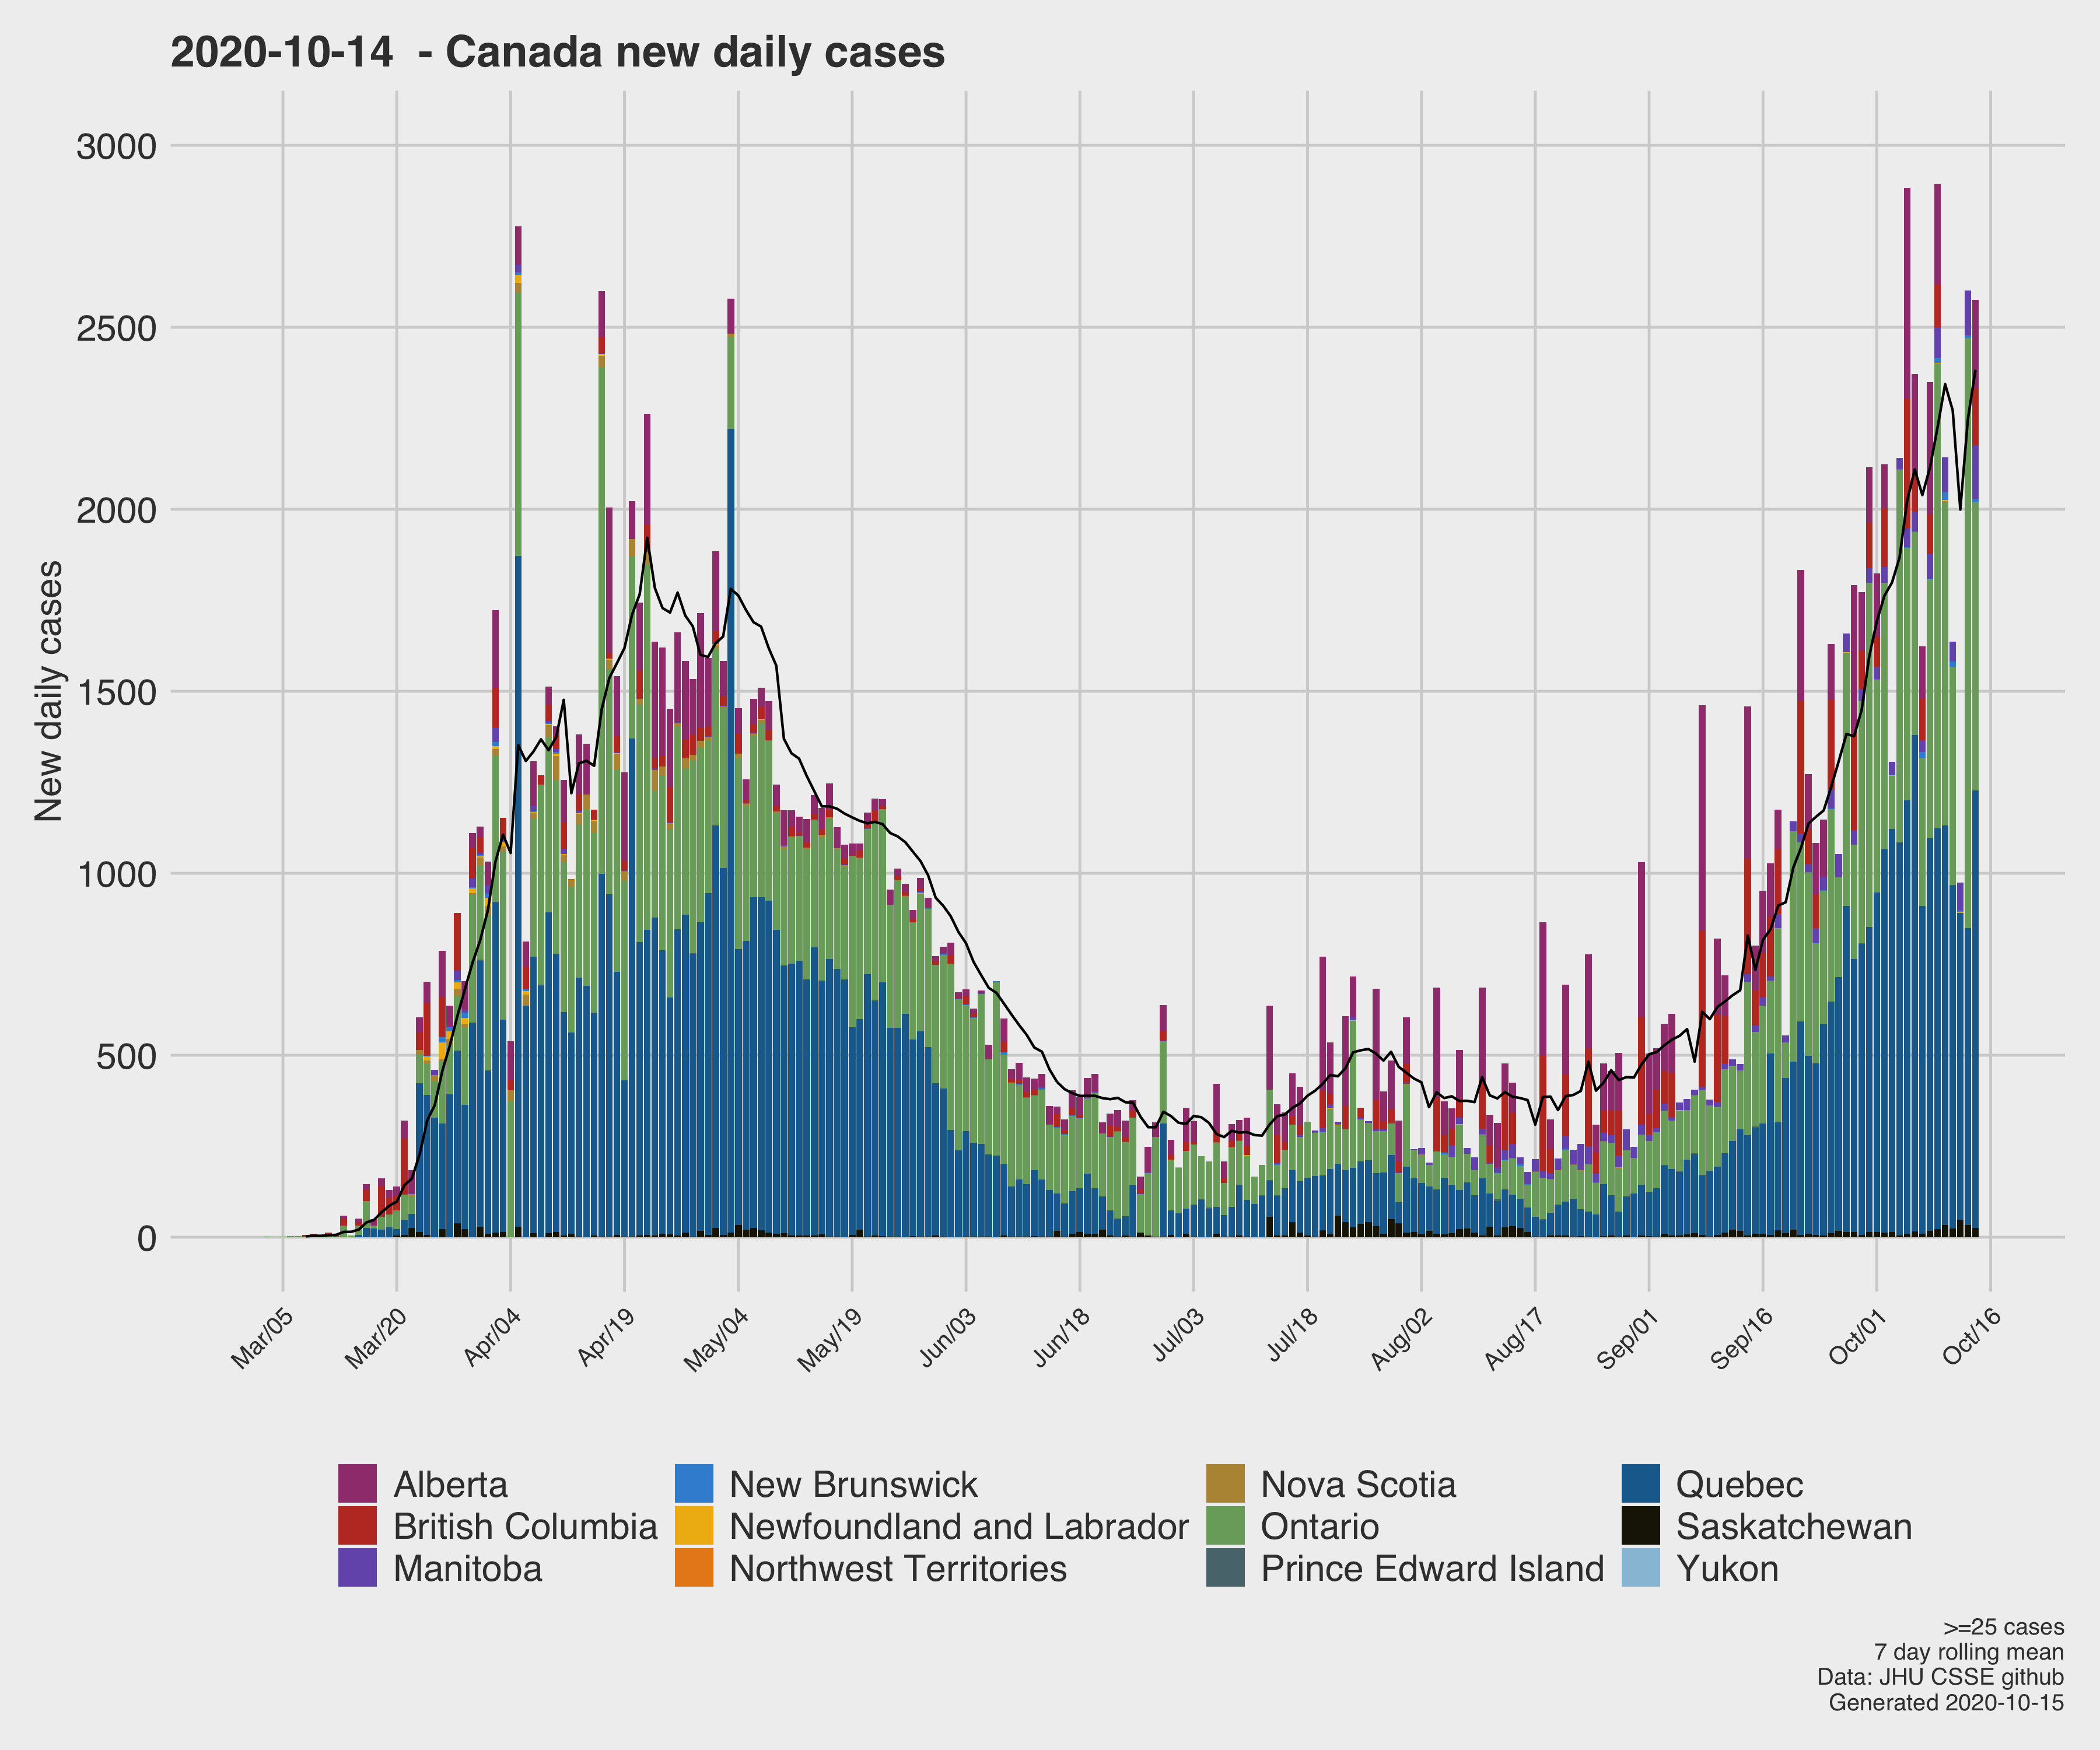 2020-10-14  - Canada new daily cases
New daily cases
3000
2500
2000
1500
1000
500
0
Mar/05
Mar/20
Apr/04
Apr/19
May/04
May/19
Jun/03
Jun/18
Jul/03
Jul/18
Aug/02
Aug/17
Sep/01
Sep/16
Oct/01
Oct/16
Alberta
British Columbia
Manitoba
New Brunswick
Newfoundland and Labrador
Northwest Territories
Nova Scotia
Ontario
Prince Edward Island
Quebec
Saskatchewan
Yukon
>=25 cases
7 day rolling mean
Data: JHU CSSE github
Generated 2020-10-15